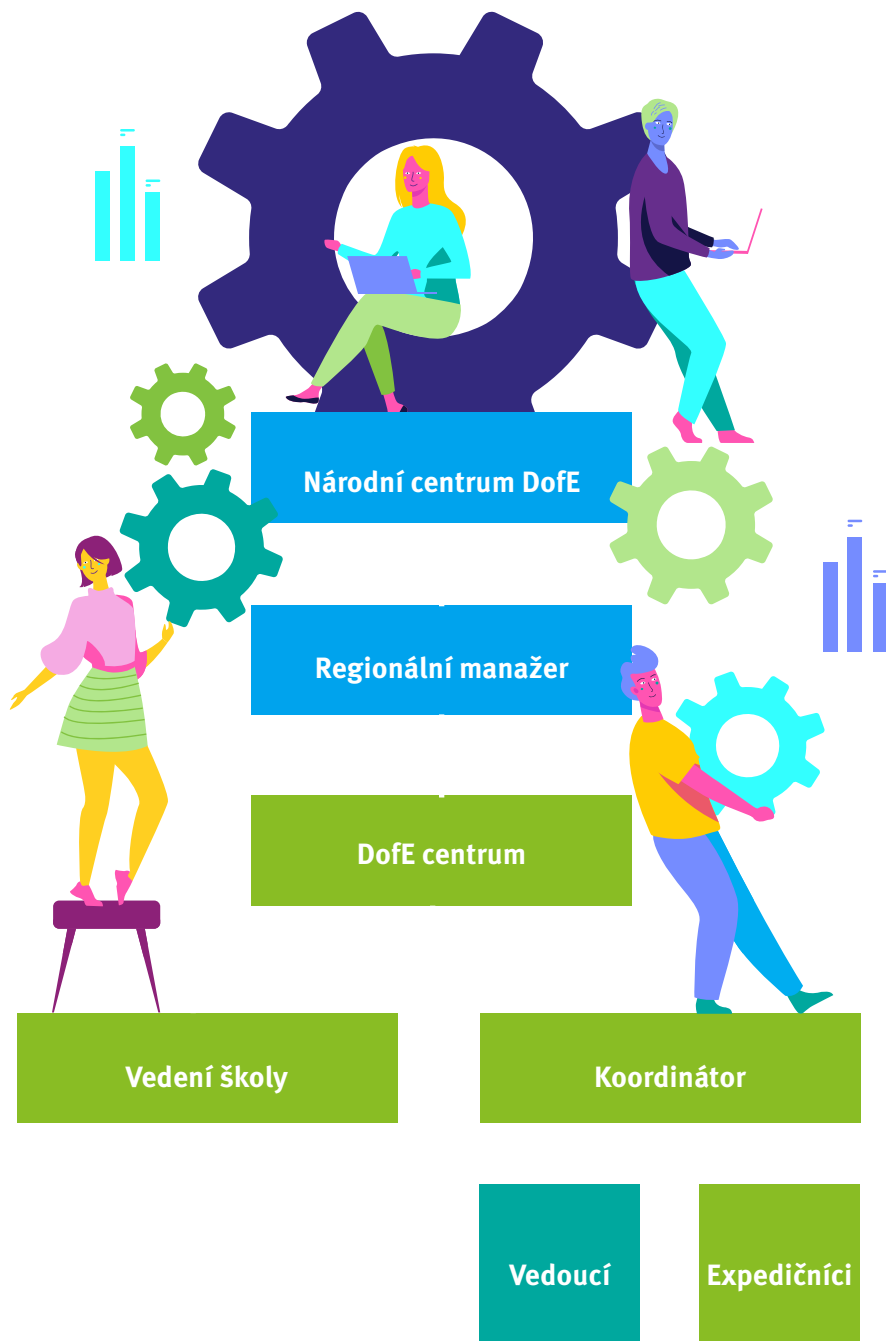 Národní centrum DofE
Regionální manažer
DofE centrum
Vedení školy
Koordinátor
Vedoucí
Expedičníci